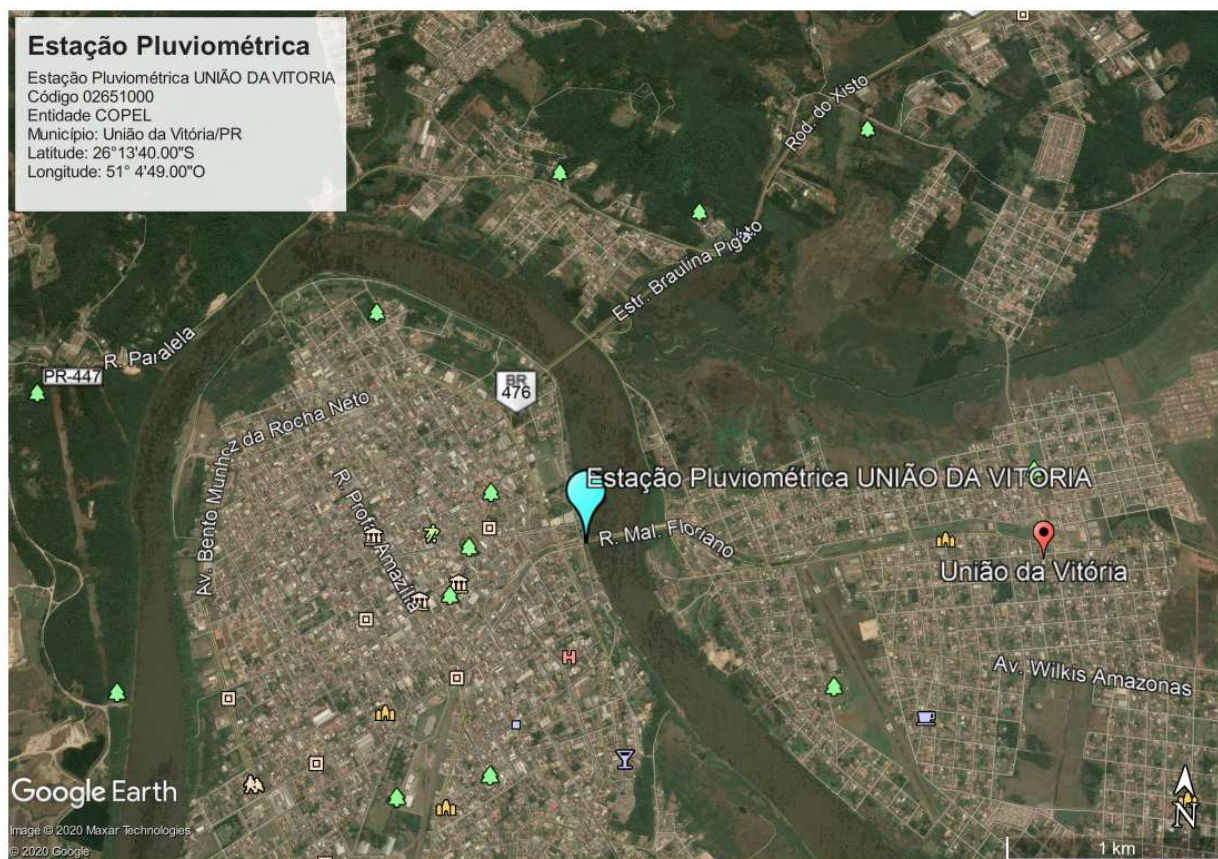 Estação Pluviométrica
Estação Pluviométrica UNIÃO DA VITORIA
Código 02651000
Entidade COPEL
Município: União da Vitória/PR
Latitude: 26°13'40.00"S
Longitude: 51° 4'49.00"O
Rod. do Xisto
Estr. Braulina Pigato
R. Paralela
PR-447
BR
476
Av. Bento Munhoz da Rocha Neto
R. Profa. Amazília
Estação Pluviométrica UNIÃO DA VITORIA
R. Mal. Floriano
União da Vitória
Av. Wilkis Amazonas
H
Google Earth
N
Image © 2020 Maxar Technologies
© 2020 Google
1 km